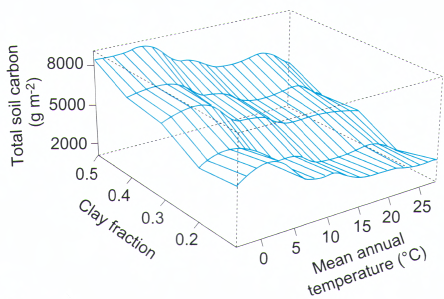 Total soil carbon
(g m⁻²)
8000
5000
2000
0.5
0.4
0.3
0.2
Clay fraction
0
5
10
15
20
25
Mean annual
temperature (°C)